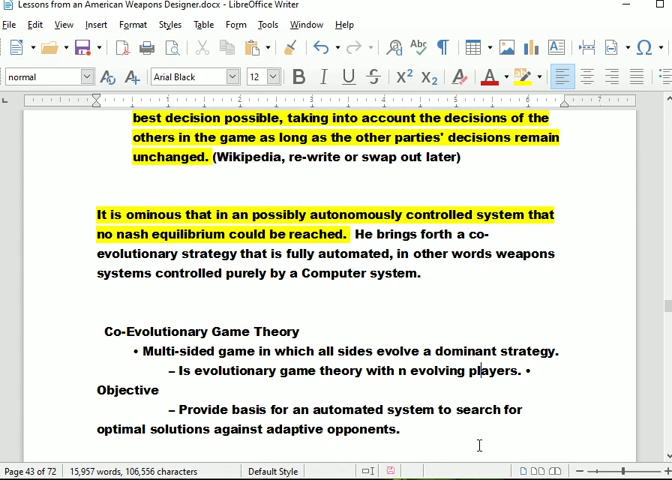 Lessons from an American Weapons Designer.docx - LibreOffice Writer
File Edit View Insert Format Styles Table Form Tools Window Help
normal Arial Black 12
best decision possible, taking into account the decisions of the
others in the game as long as the other parties' decisions remain
unchanged. (Wikipedia, re-write or swap out later)
It is ominous that in an possibly autonomously controlled system that
no nash equilibrium could be reached. He brings forth a co-
evolutionary strategy that is fully automated, in other words weapons
systems controlled purely by a Computer system.
Co-Evolutionary Game Theory
• Multi-sided game in which all sides evolve a dominant strategy.
– Is evolutionary game theory with n evolving players. •
Objective
– Provide basis for an automated system to search for
optimal solutions against adaptive opponents.
Page 43 of 72 15,957 words, 106,556 characters Default Style